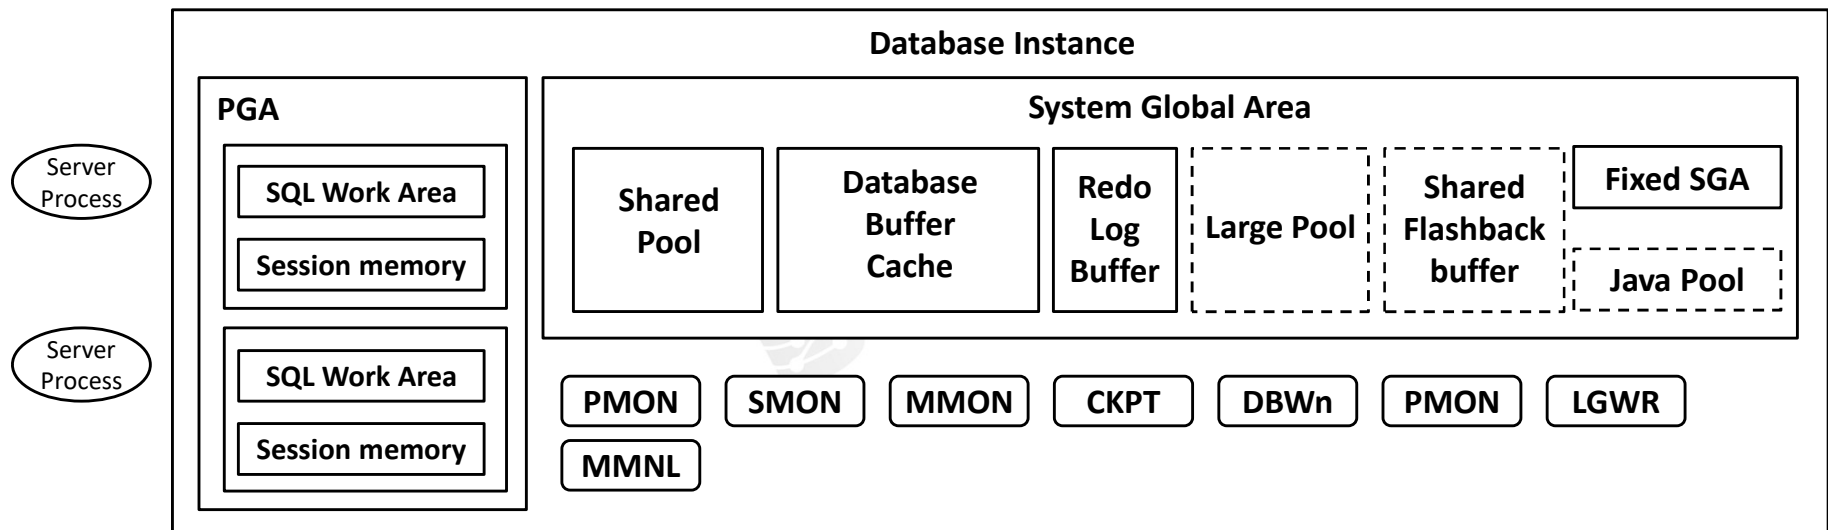 Database Instance
PGA
System Global Area
Server
Process
SQL Work Area
Session memory
Shared
Pool
Database
Buffer
Cache
Redo
Log
Buffer
Large Pool
Shared
Flashback
buffer
Fixed SGA
Java Pool
Server
Process
SQL Work Area
Session memory
PMON
SMON
MMON
CKPT
DBWn
PMON
LGWR
MMNL